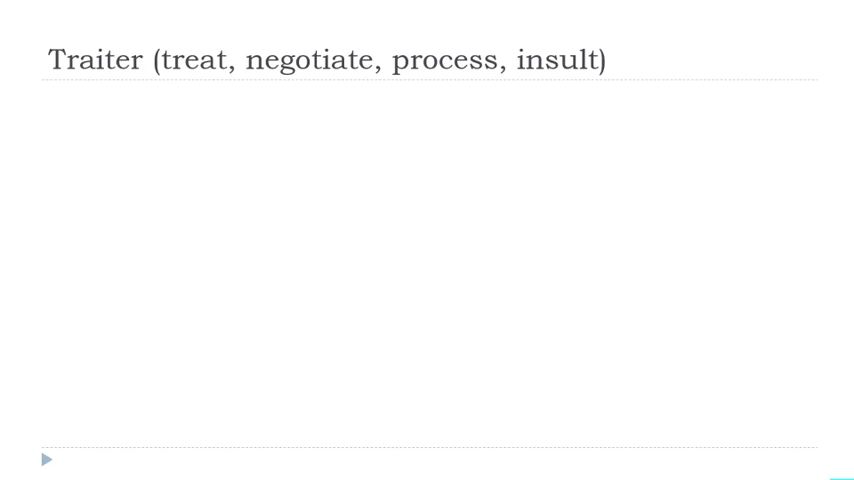 Traiter (treat, negotiate, process, insult)